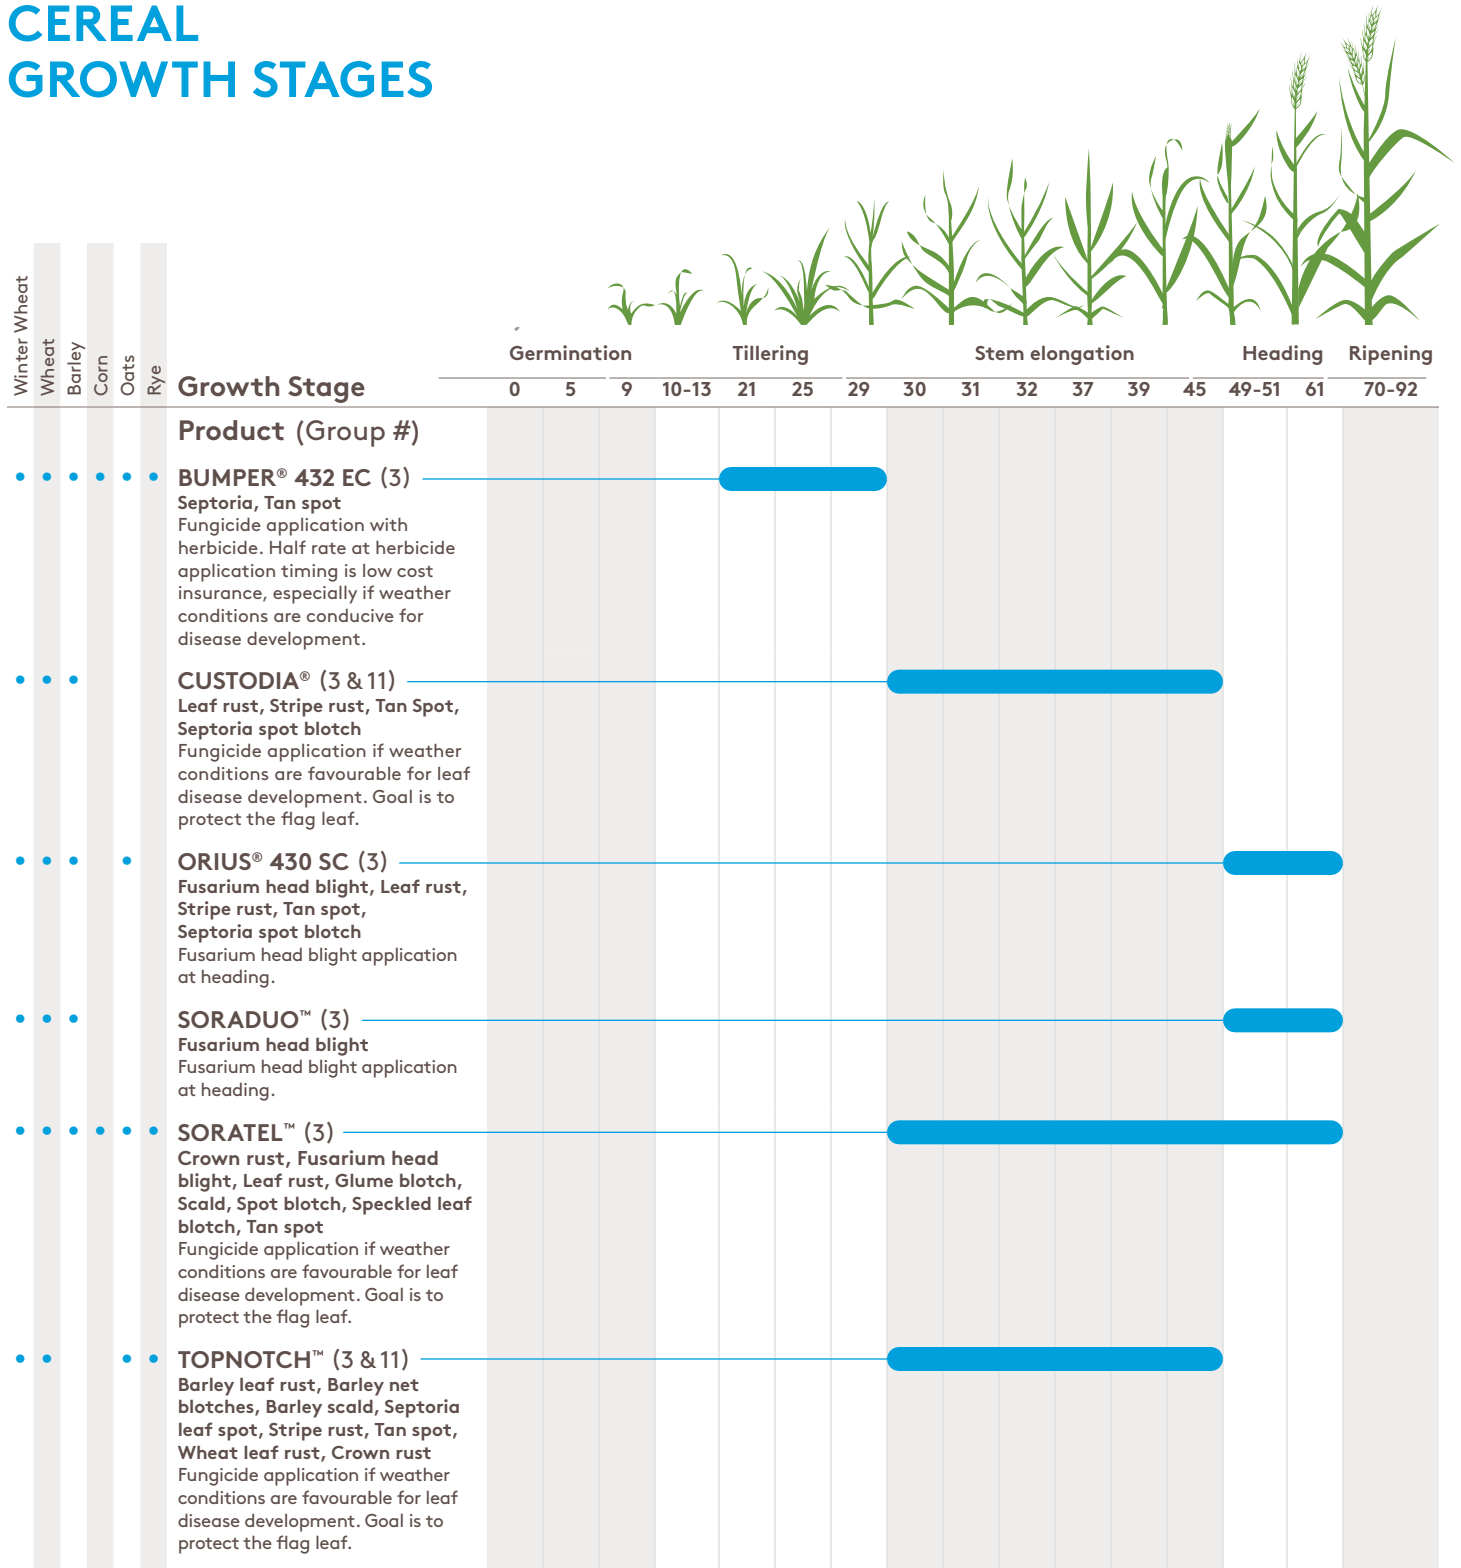 CEREAL
GROWTH STAGES
Winter Wheat
Wheat
Barley
Corn
Oats
Rye
Germination Tillering Stem elongation Heading Ripening
Growth Stage 0 5 9 10-13 21 25 29 30 31 32 37 39 45 49-51 61 70-92
Product (Group #)
• • • • • • BUMPER® 432 EC (3)
Septoria, Tan spot
Fungicide application with
herbicide. Half rate at herbicide
application timing is low cost
insurance, especially if weather
conditions are conducive for
disease development.
• • • CUSTODIA® (3 & 11)
Leaf rust, Stripe rust, Tan Spot,
Septoria spot blotch
Fungicide application if weather
conditions are favourable for leaf
disease development. Goal is to
protect the flag leaf.
• • • • ORIUS® 430 SC (3)
Fusarium head blight, Leaf rust,
Stripe rust, Tan spot,
Septoria spot blotch
Fusarium head blight application
at heading.
• • • SORADUO™ (3)
Fusarium head blight
Fusarium head blight application
at heading.
• • • • • • SORATEL™ (3)
Crown rust, Fusarium head
blight, Leaf rust, Glume blotch,
Scald, Spot blotch, Speckled leaf
blotch, Tan spot
Fungicide application if weather
conditions are favourable for leaf
disease development. Goal is to
protect the flag leaf.
• • • • TOPNOTCH™ (3 & 11)
Barley leaf rust, Barley net
blotches, Barley scald, Septoria
leaf spot, Stripe rust, Tan spot,
Wheat leaf rust, Crown rust
Fungicide application if weather
conditions are favourable for leaf
disease development. Goal is to
protect the flag leaf.